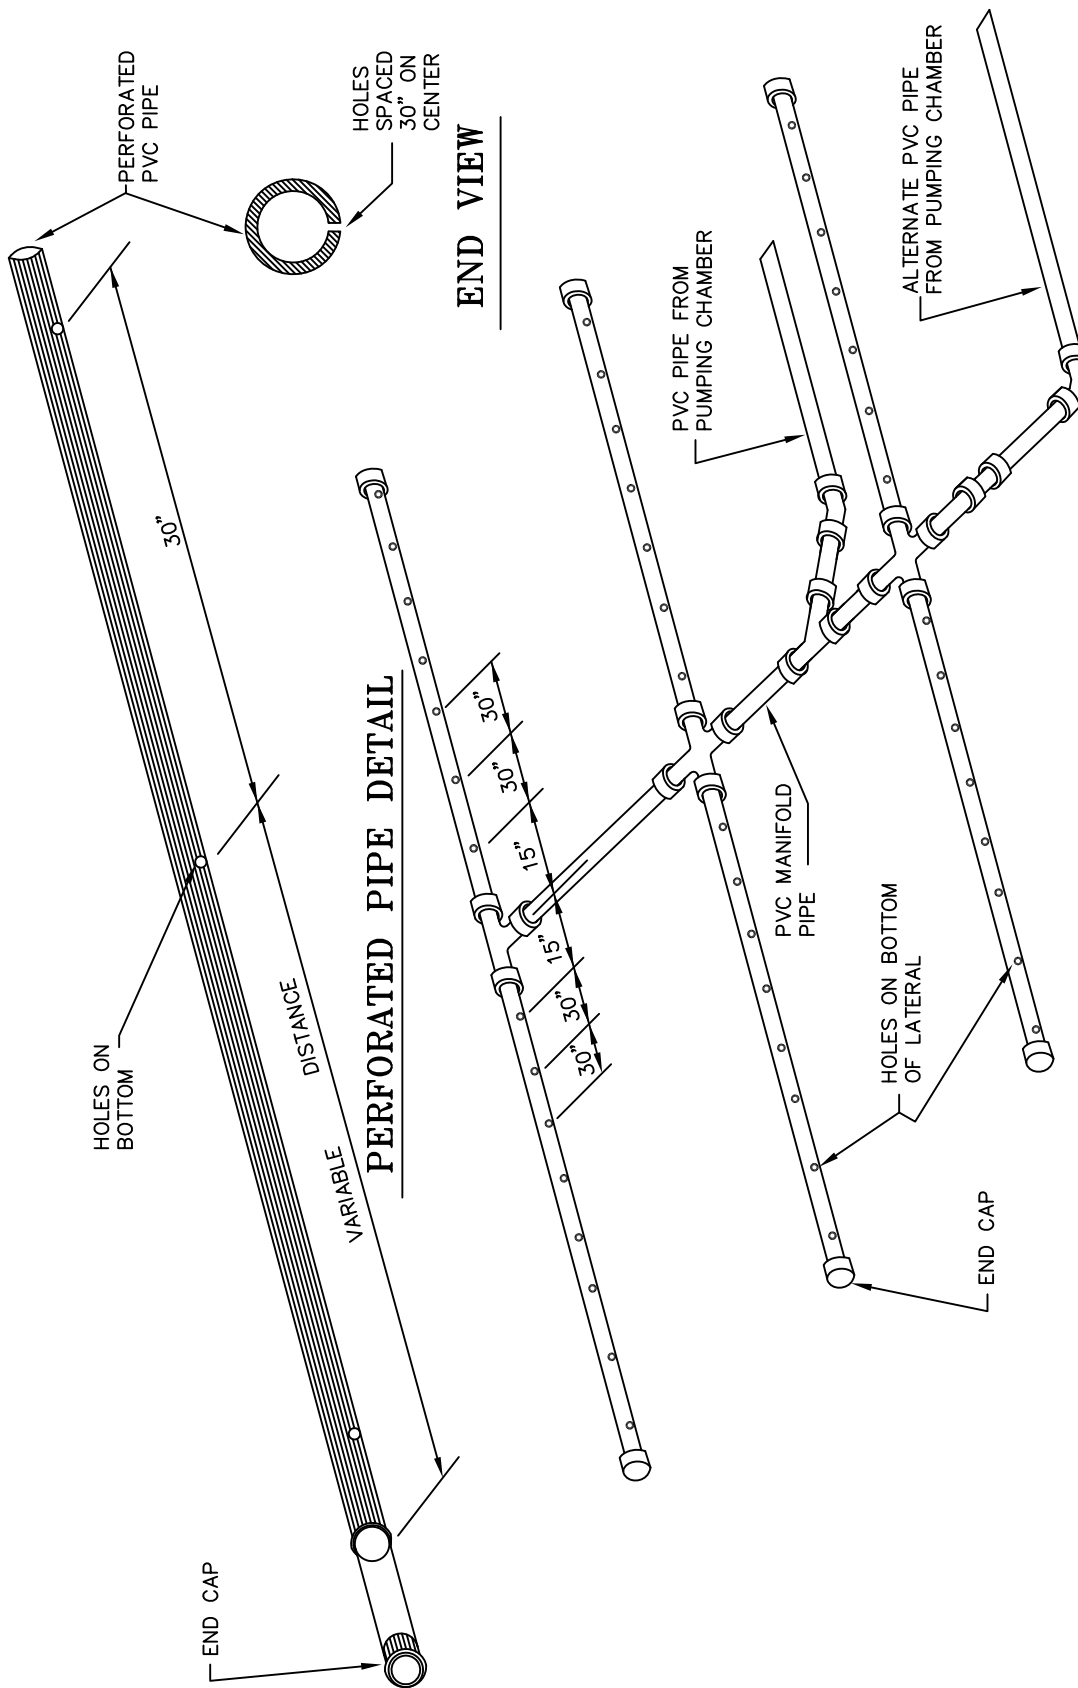 PERFORATED
PVC PIPE
HOLES
SPACED
30" ON
CENTER
END VIEW
30"
HOLES ON
BOTTOM
DISTANCE
VARIABLE
END CAP
PERFORATED PIPE DETAIL
30"
30"
15"
15"
30"
30"
PVC PIPE FROM
PUMPING CHAMBER
ALTERNATE PVC PIPE
FROM PUMPING CHAMBER
PVC MANIFOLD
PIPE
HOLES ON BOTTOM
OF LATERAL
END CAP